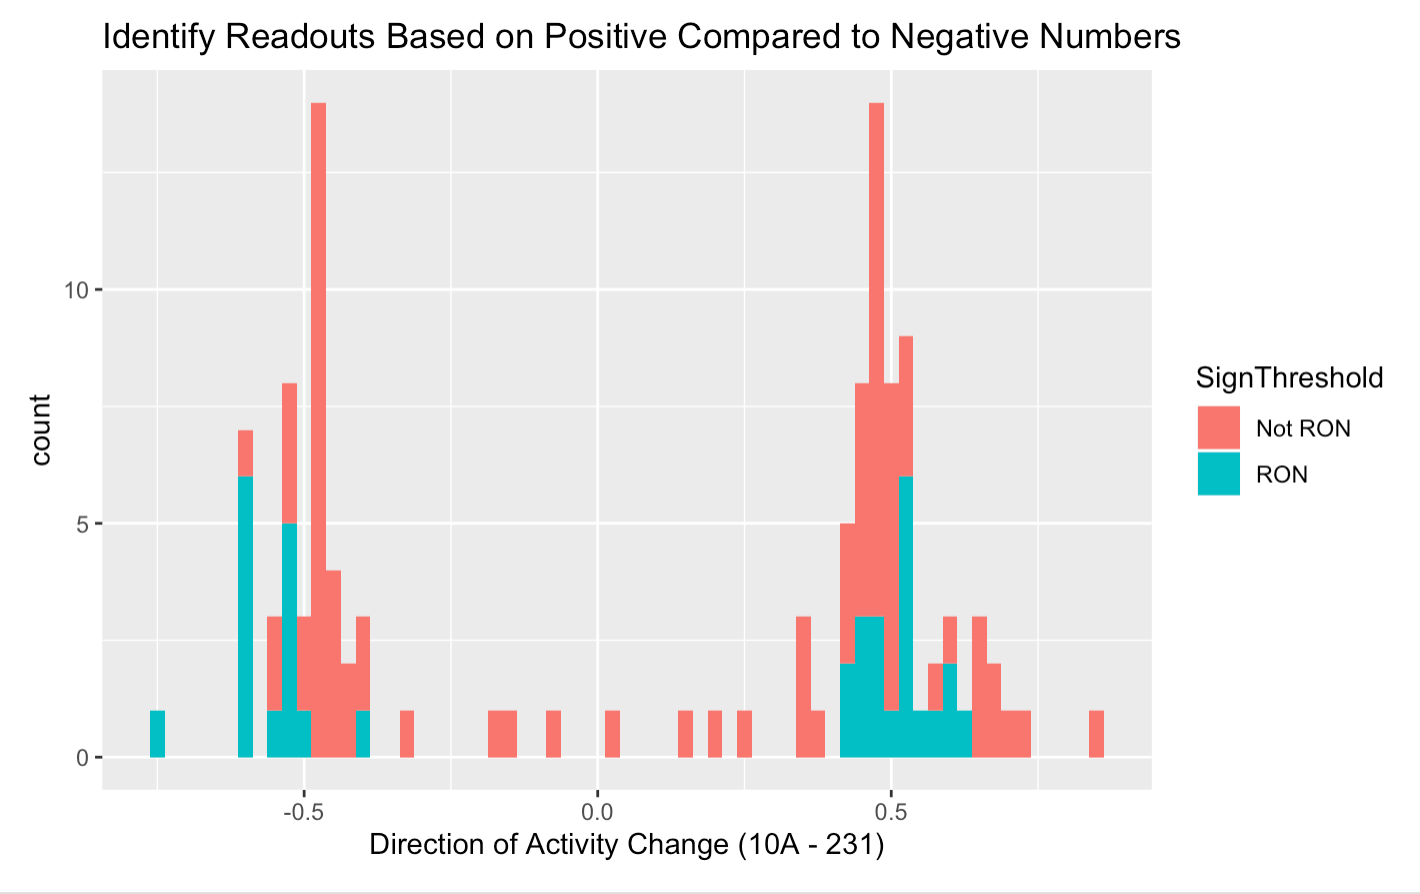 Identify Readouts Based on Positive Compared to Negative Numbers
count
10
5
0
-0.5
0.0
0.5
Direction of Activity Change (10A - 231)
SignThreshold
Not RON
RON